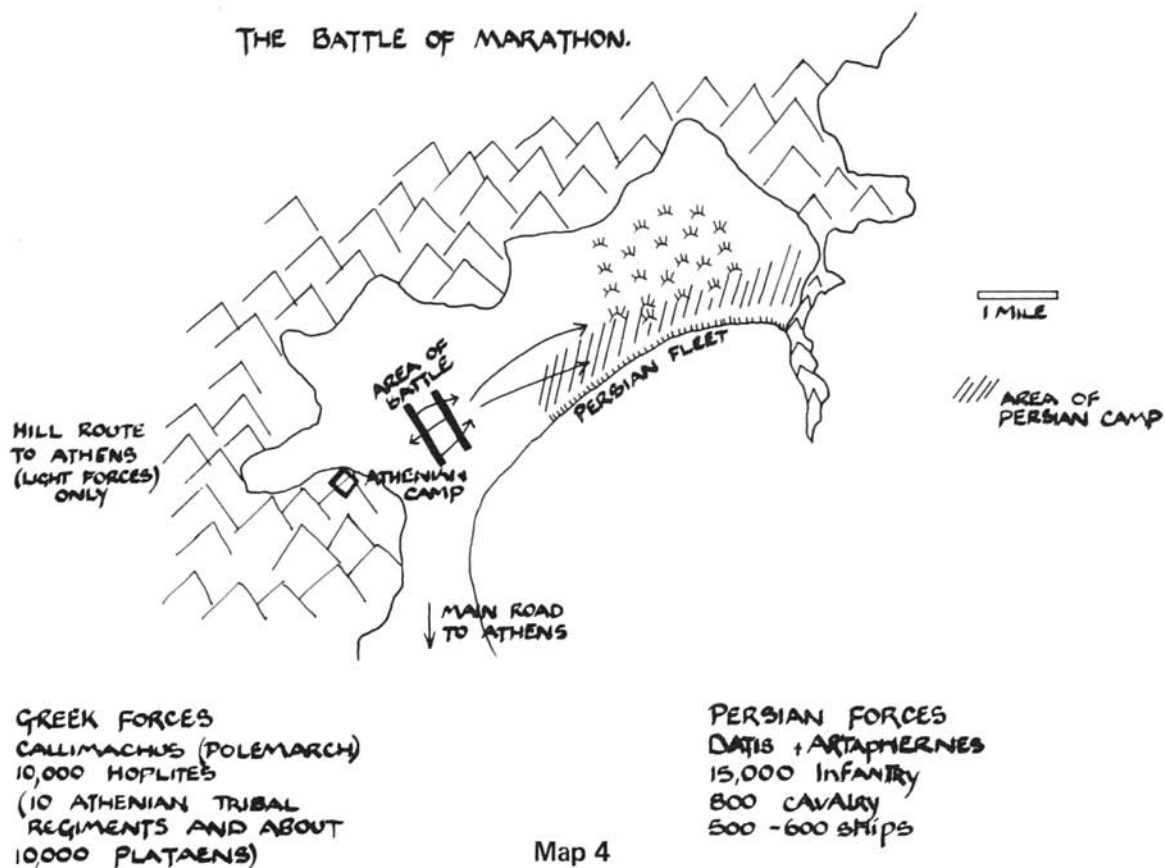 THE BATTLE OF MARATHON.
1 MILE
AREA OF
PERSIAN CAMP
AREA OF
BATTLE
PERSIAN FLEET
HILL ROUTE
TO ATHENS
(LIGHT FORCES)
ONLY
ATHENIAN
CAMP
MAIN ROAD
TO ATHENS
GREEK FORCES
CALLIMACHUS (POLEMARCH)
10,000 HOPLITES
(10 ATHENIAN TRIBAL
REGIMENTS AND ABOUT
10,000 PLATAENS)
PERSIAN FORCES
DATIS + ARTAPHERNES
15,000 INFANTRY
800 CAVALRY
500-600 SHIPS
Map 4